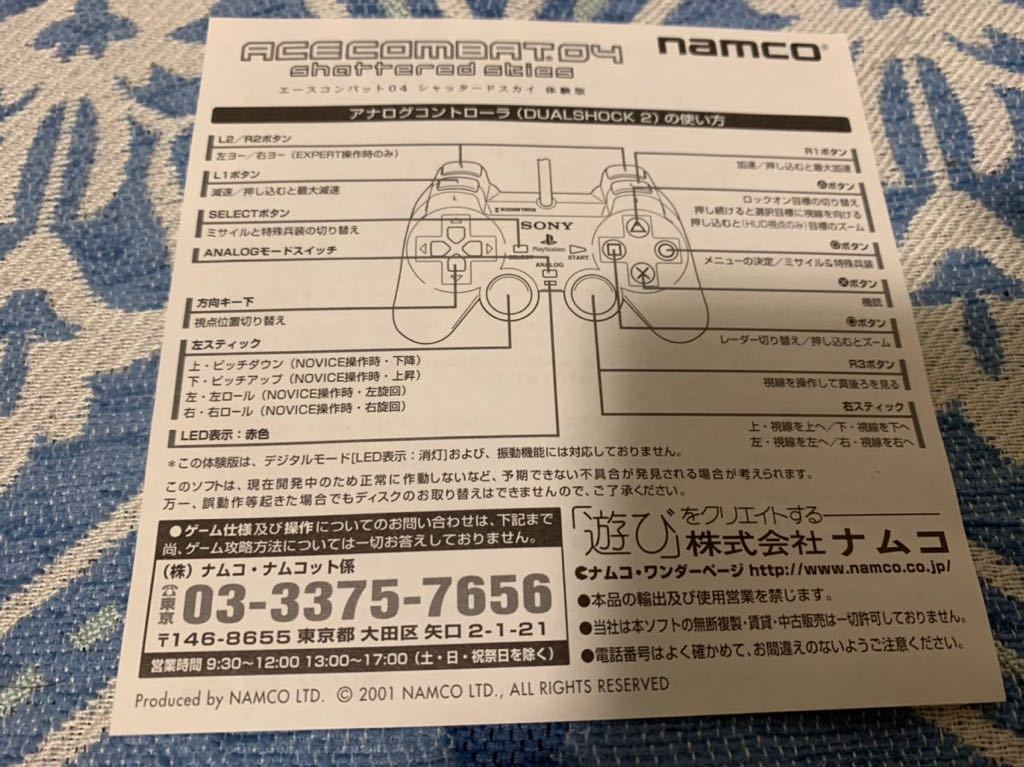 ACECOMBAT.04
shattered skies
namco
エースコンバット04 シャッタードスカイ 体験版
アナログコントローラ(DUALSHOCK 2)の使い方
L2/R2ボタン
左ヨー/右ヨー(EXPERT操作時のみ)
L1ボタン
減速/押し込むと最大減速
SELECTボタン
ミサイルと特殊兵装の切り替え
ANALOGモードスイッチ
方向キー下
視点位置切り替え
左スティック
上・ピッチダウン(NOVICE操作時・下降)
下・ピッチアップ(NOVICE操作時・上昇)
左・左ロール(NOVICE操作時・左旋回)
右・右ロール(NOVICE操作時・右旋回)
LED表示:赤色
L
DUALSHOCK 2
SONY
PlayStation
SELECT
START
ANALOG
R1ボタン
加速/押し込むと最大加速
△ボタン
ロックオン目標の切り替え
押し続けると選択目標に視線を向ける
押し込むと(HUD視点のみ)目標のズーム
○ボタン
メニューの決定/ミサイル&特殊兵装
×ボタン
機銃
□ボタン
レーダー切り替え/押し込むとズーム
R3ボタン
視線を操作して真後ろを見る
右スティック
上・視線を上へ/下・視線を下へ
左・視線を左へ/右・視線を右へ
*この体験版は、デジタルモード[LED表示:消灯]および、振動機能には対応しておりません。
このソフトは、現在開発中のため正常に作動しないなど、予期できない不具合が発見される場合が考えられます。
万一、誤動作等起きた場合でもディスクのお取り替えはできませんので、ご了承ください。
●ゲーム仕様及び操作についてのお問い合わせは、下記まで
尚、ゲーム攻略方法については一切お答えしておりません。
(株)ナムコ・ナムコット係
☎東京 03-3375-7656
〒146-8655 東京都 大田区 矢口 2-1-21
営業時間 9:30〜12:00 13:00〜17:00(土・日・祝祭日を除く)
「遊び」をクリエイトする
株式会社 ナムコ
ナムコ・ワンダーページ http://www.namco.co.jp/
●本品の輸出及び使用営業を禁じます。
●当社は本ソフトの無断複製・賃貸・中古販売は一切許可しておりません。
●電話番号はよく確かめて、お間違えのないようご注意ください。
Produced by NAMCO LTD. © 2001 NAMCO LTD., ALL RIGHTS RESERVED